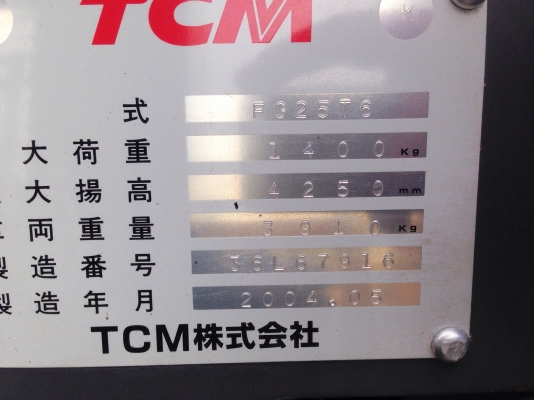 TCM
K
式 FG25T6
大荷重 1400 Kg
大揚高 4250 mm
両重量 3910 Kg
製造番号 36L67916
製造年月 2004.05
TCM株式会社